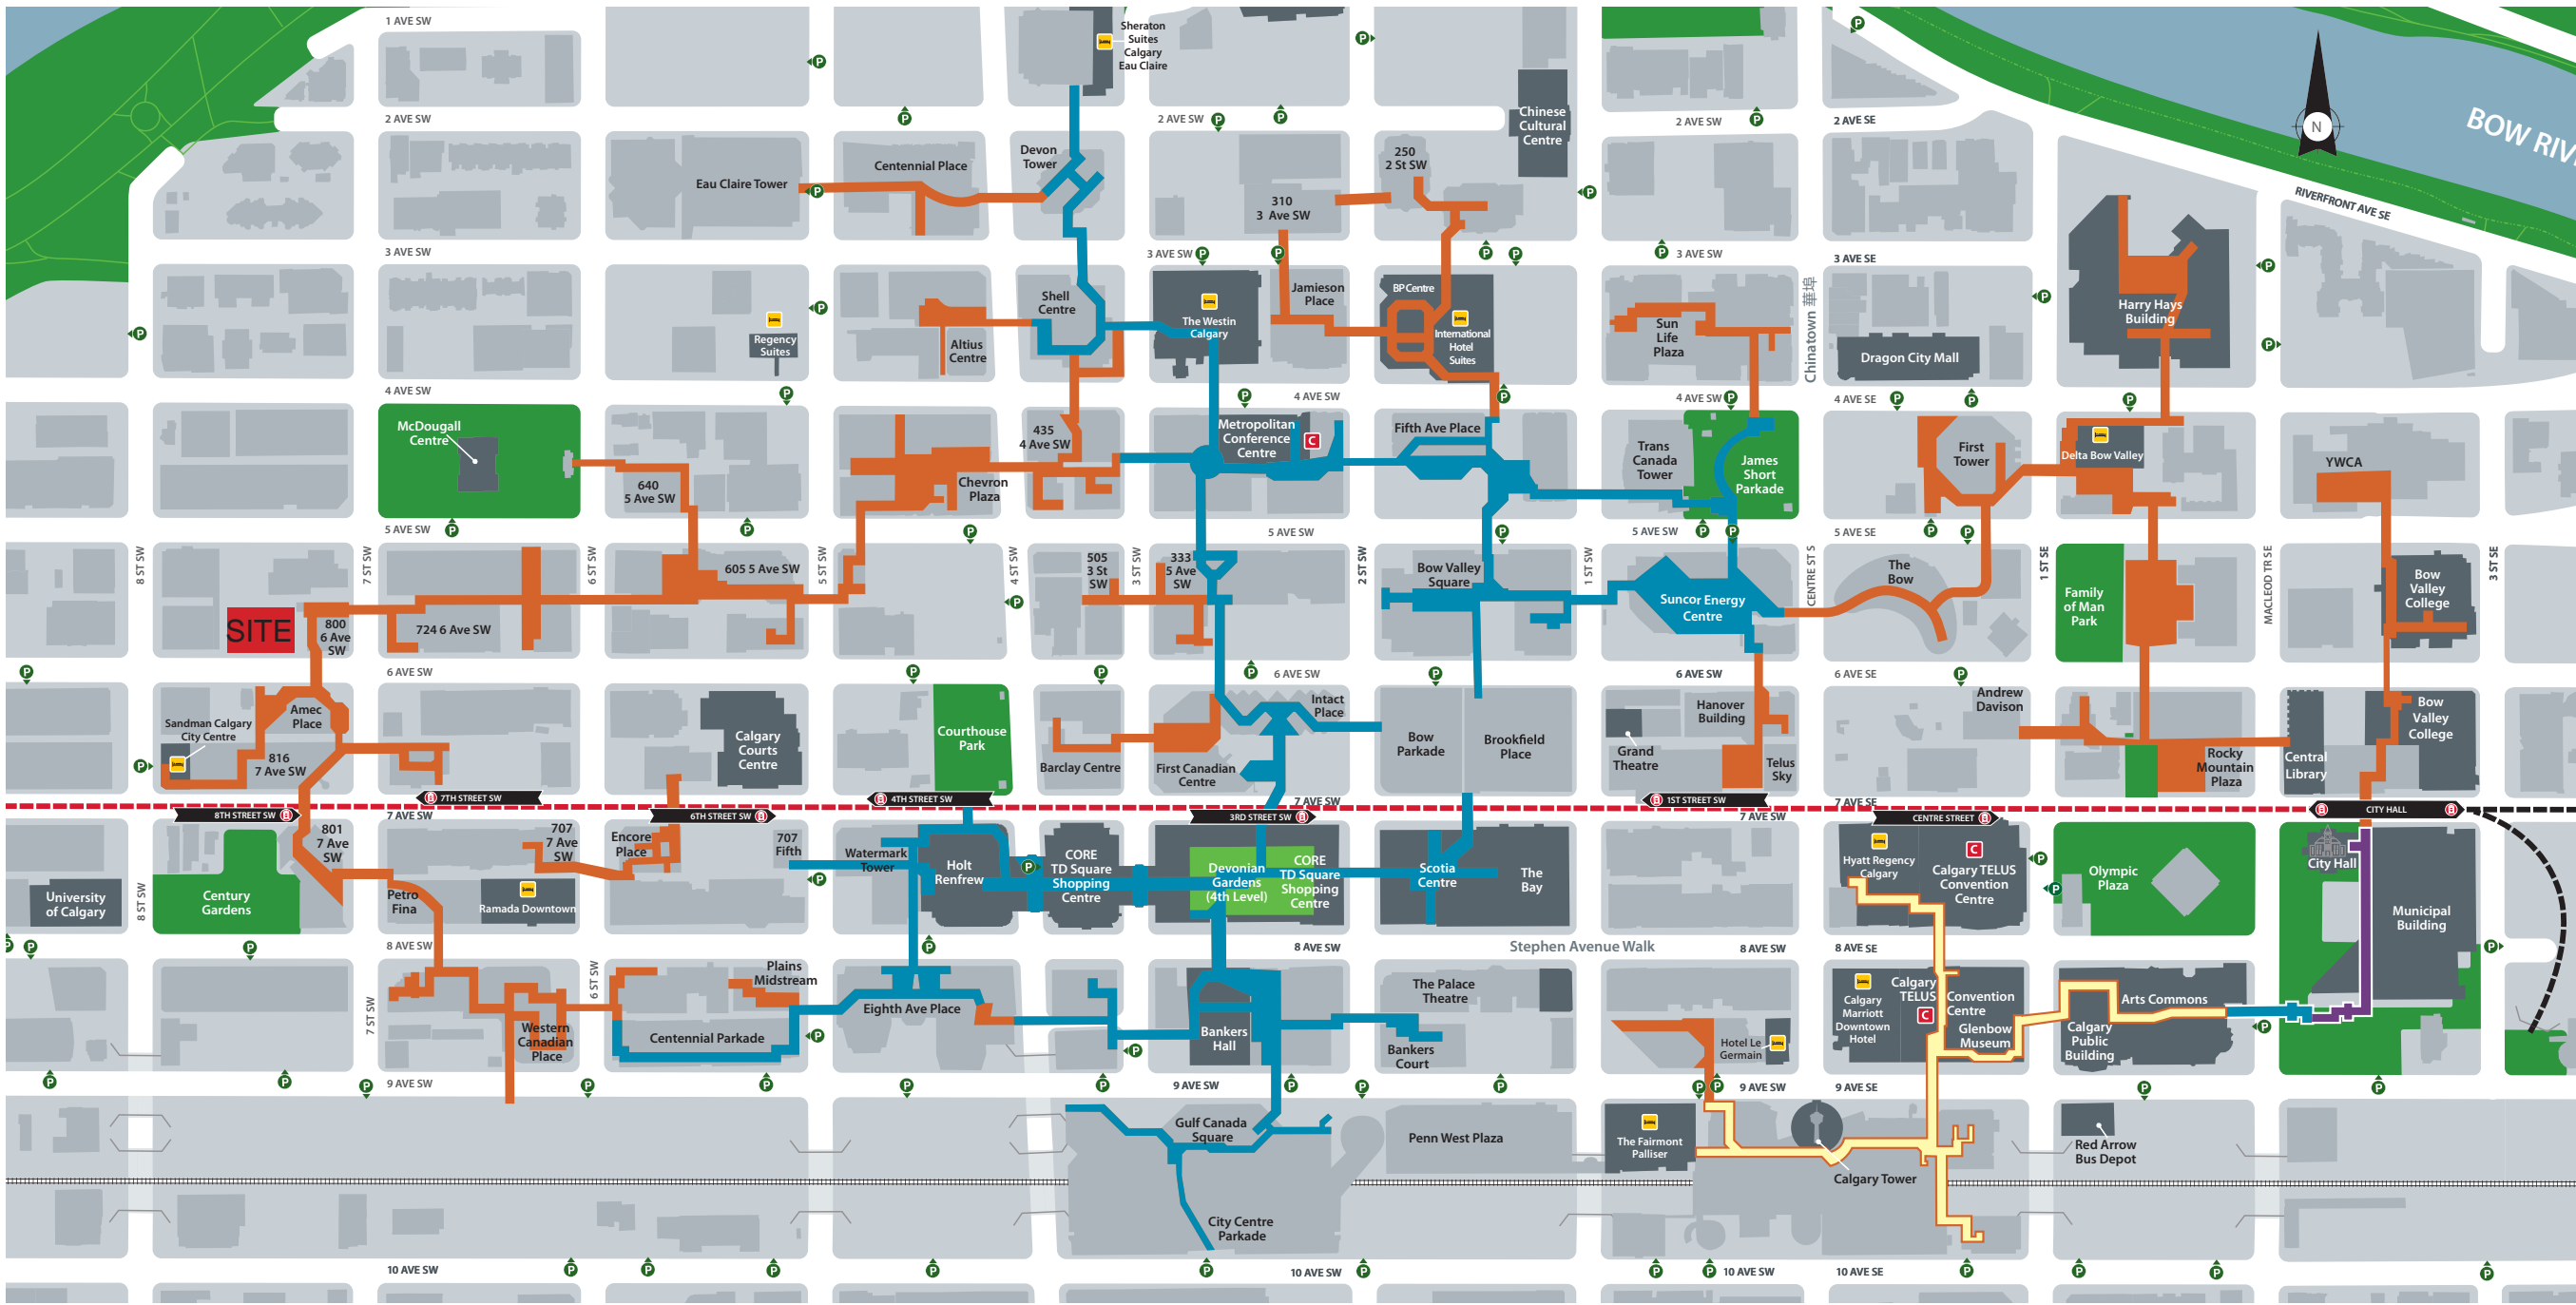 1 AVE SW
Sheraton
Suites
Calgary
Eau Claire
BOW RIV
2 AVE SW
2 AVE SW
2 AVE SW
2 AVE SE
Chinese
Cultural
Centre
N
Devon
Tower
Centennial Place
Eau Claire Tower
250
2 St SW
310
3 Ave SW
RIVERFRONT AVE SE
3 AVE SW
3 AVE SW
3 AVE SW
3 AVE SE
Shell
Centre
The Westin
Calgary
Jamieson
Place
BP Centre
International
Hotel
Suites
Sun
Life
Plaza
Chinatown 華埠
Dragon City Mall
Harry Hays
Building
Regency
Suites
Altius
Centre
4 AVE SW
4 AVE SW
4 AVE SW
4 AVE SE
McDougall
Centre
435
4 Ave SW
Metropolitan
Conference
Centre
C
Fifth Ave Place
Trans
Canada
Tower
James
Short
Parkade
First
Tower
Delta Bow Valley
YWCA
640
5 Ave SW
Chevron
Plaza
5 AVE SW
5 AVE SW
5 AVE SW
5 AVE SE
8 ST SW
7 ST SW
6 ST SW
5 ST SW
4 ST SW
3 ST SW
2 ST SW
1 ST SW
CENTRE ST S
1 ST SE
MACLEOD TR SE
3 ST SE
605 5 Ave SW
505
3 St
SW
333
5 Ave
SW
Bow Valley
Square
Suncor Energy
Centre
The
Bow
Family
of Man
Park
Bow
Valley
College
SITE
800
6 Ave
SW
724 6 Ave SW
6 AVE SW
6 AVE SW
6 AVE SW
6 AVE SE
Sandman Calgary
City Centre
Amec
Place
816
7 Ave SW
Calgary
Courts
Centre
Courthouse
Park
Barclay Centre
First Canadian
Centre
Intact
Place
Bow
Parkade
Brookfield
Place
Grand
Theatre
Hanover
Building
Telus
Sky
Andrew
Davison
Rocky
Mountain
Plaza
Central
Library
Bow
Valley
College
7TH STREET SW
4TH STREET SW
7 AVE SW
1ST STREET SW
7 AVE SE
8TH STREET SW
7 AVE SW
6TH STREET SW
3RD STREET SW
7 AVE SW
CENTRE STREET
CITY HALL
801
7 Ave
SW
707
7 Ave
SW
Encore
Place
707
Fifth
Watermark
Tower
Holt
Renfrew
CORE
TD Square
Shopping
Centre
Devonian
Gardens
(4th Level)
CORE
TD Square
Shopping
Centre
Scotia
Centre
The
Bay
Hyatt Regency
Calgary
C
Calgary TELUS
Convention
Centre
Olympic
Plaza
City Hall
Municipal
Building
University
of Calgary
8 ST SW
Century
Gardens
Petro
Fina
Ramada Downtown
8 AVE SW
8 AVE SW
Stephen Avenue Walk
8 AVE SW
8 AVE SE
7 ST SW
6 ST SW
Plains
Midstream
Western
Canadian
Place
Centennial Parkade
Eighth Ave Place
Bankers
Hall
The Palace
Theatre
Bankers
Court
Hotel Le
Germain
Calgary
Marriott
Downtown
Hotel
Calgary
TELUS
Convention
Centre
C
Glenbow
Museum
Calgary
Public
Building
Arts Commons
9 AVE SW
9 AVE SW
9 AVE SW
9 AVE SE
Gulf Canada
Square
Penn West Plaza
The Fairmont
Palliser
Calgary Tower
Red Arrow
Bus Depot
City Centre
Parkade
10 AVE SW
10 AVE SW
10 AVE SW
10 AVE SE